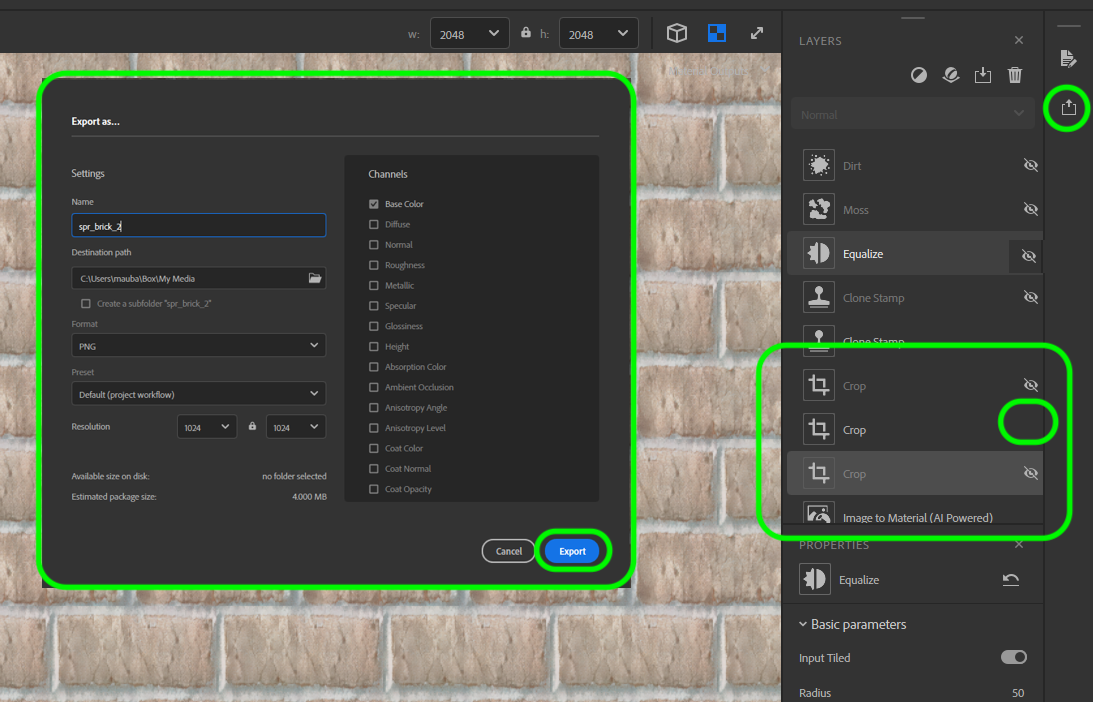 w:
2048
h:
2048
LAYERS
Normal
Dirt
Moss
Equalize
Clone Stamp
Clone Stamp
Crop
Crop
Crop
Image to Material (AI Powered)
PROPERTIES
Equalize
Basic parameters
Input Tiled
Radius
50
Export as...
Settings
Name
spr_brick_2
Destination path
C:\Users\mauba\Box\My Media
Create a subfolder "spr_brick_2"
Format
PNG
Preset
Default (project workflow)
Resolution
1024
1024
Available size on disk:
no folder selected
Estimated package size:
4.000 MB
Channels
Base Color
Diffuse
Normal
Roughness
Metallic
Specular
Glossiness
Height
Absorption Color
Ambient Occlusion
Anisotropy Angle
Anisotropy Level
Coat Color
Coat Normal
Coat Opacity
Cancel
Export